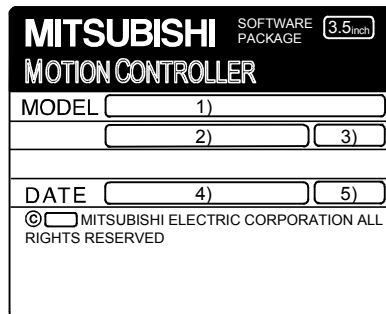 MITSUBISHI SOFTWARE PACKAGE 3.5inch
MOTION CONTROLLER
MODEL 1)
2) 3)
DATE 4) 5)
© MITSUBISHI ELECTRIC CORPORATION ALL
RIGHTS RESERVED